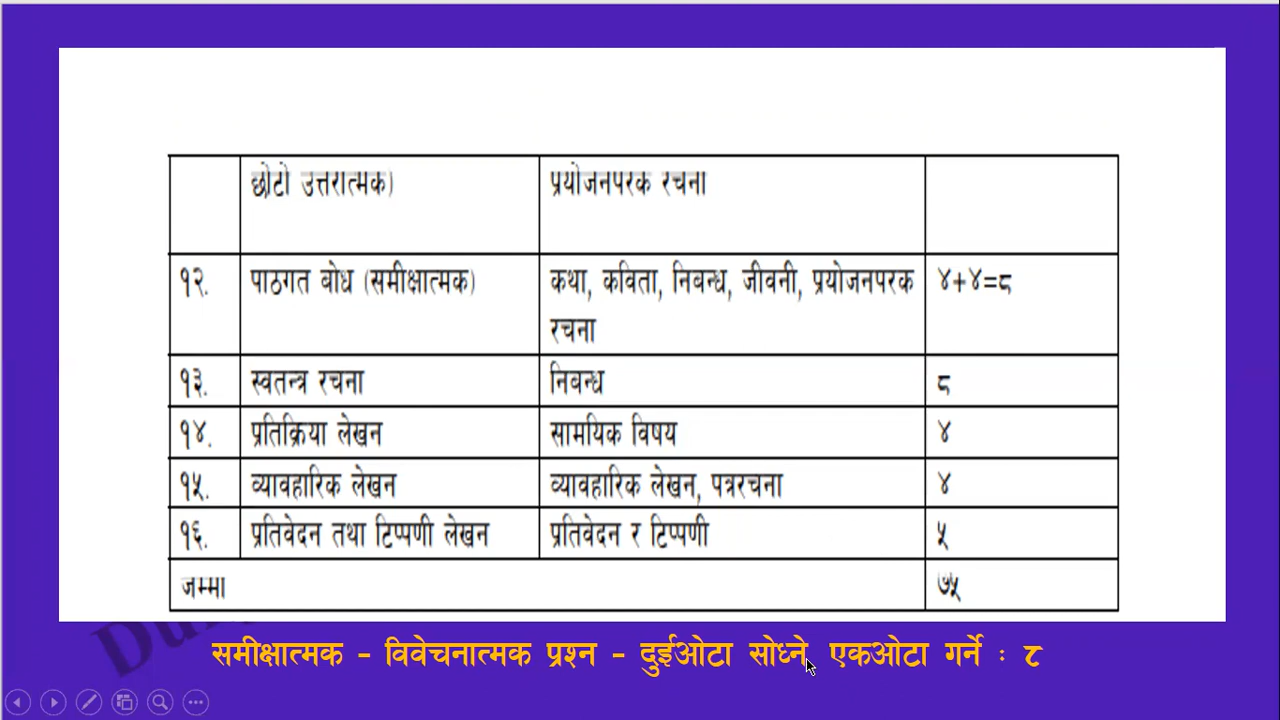 छोटो उत्तरात्मक) प्रयोजनपरक रचना
१२. पाठगत बोध (समीक्षात्मक) कथा, कविता, निबन्ध, जीवनी, प्रयोजनपरक ४+४=८
रचना
१३. स्वतन्त्र रचना निबन्ध ८
१४. प्रतिक्रिया लेखन सामयिक विषय ४
१५. व्यावहारिक लेखन व्यावहारिक लेखन, पत्ररचना ४
१६. प्रतिवेदन तथा टिप्पणी लेखन प्रतिवेदन र टिप्पणी ५
जम्मा ७५
समीक्षात्मक - विवेचनात्मक प्रश्न - दुईओटा सोध्ने, एकओटा गर्ने : ८